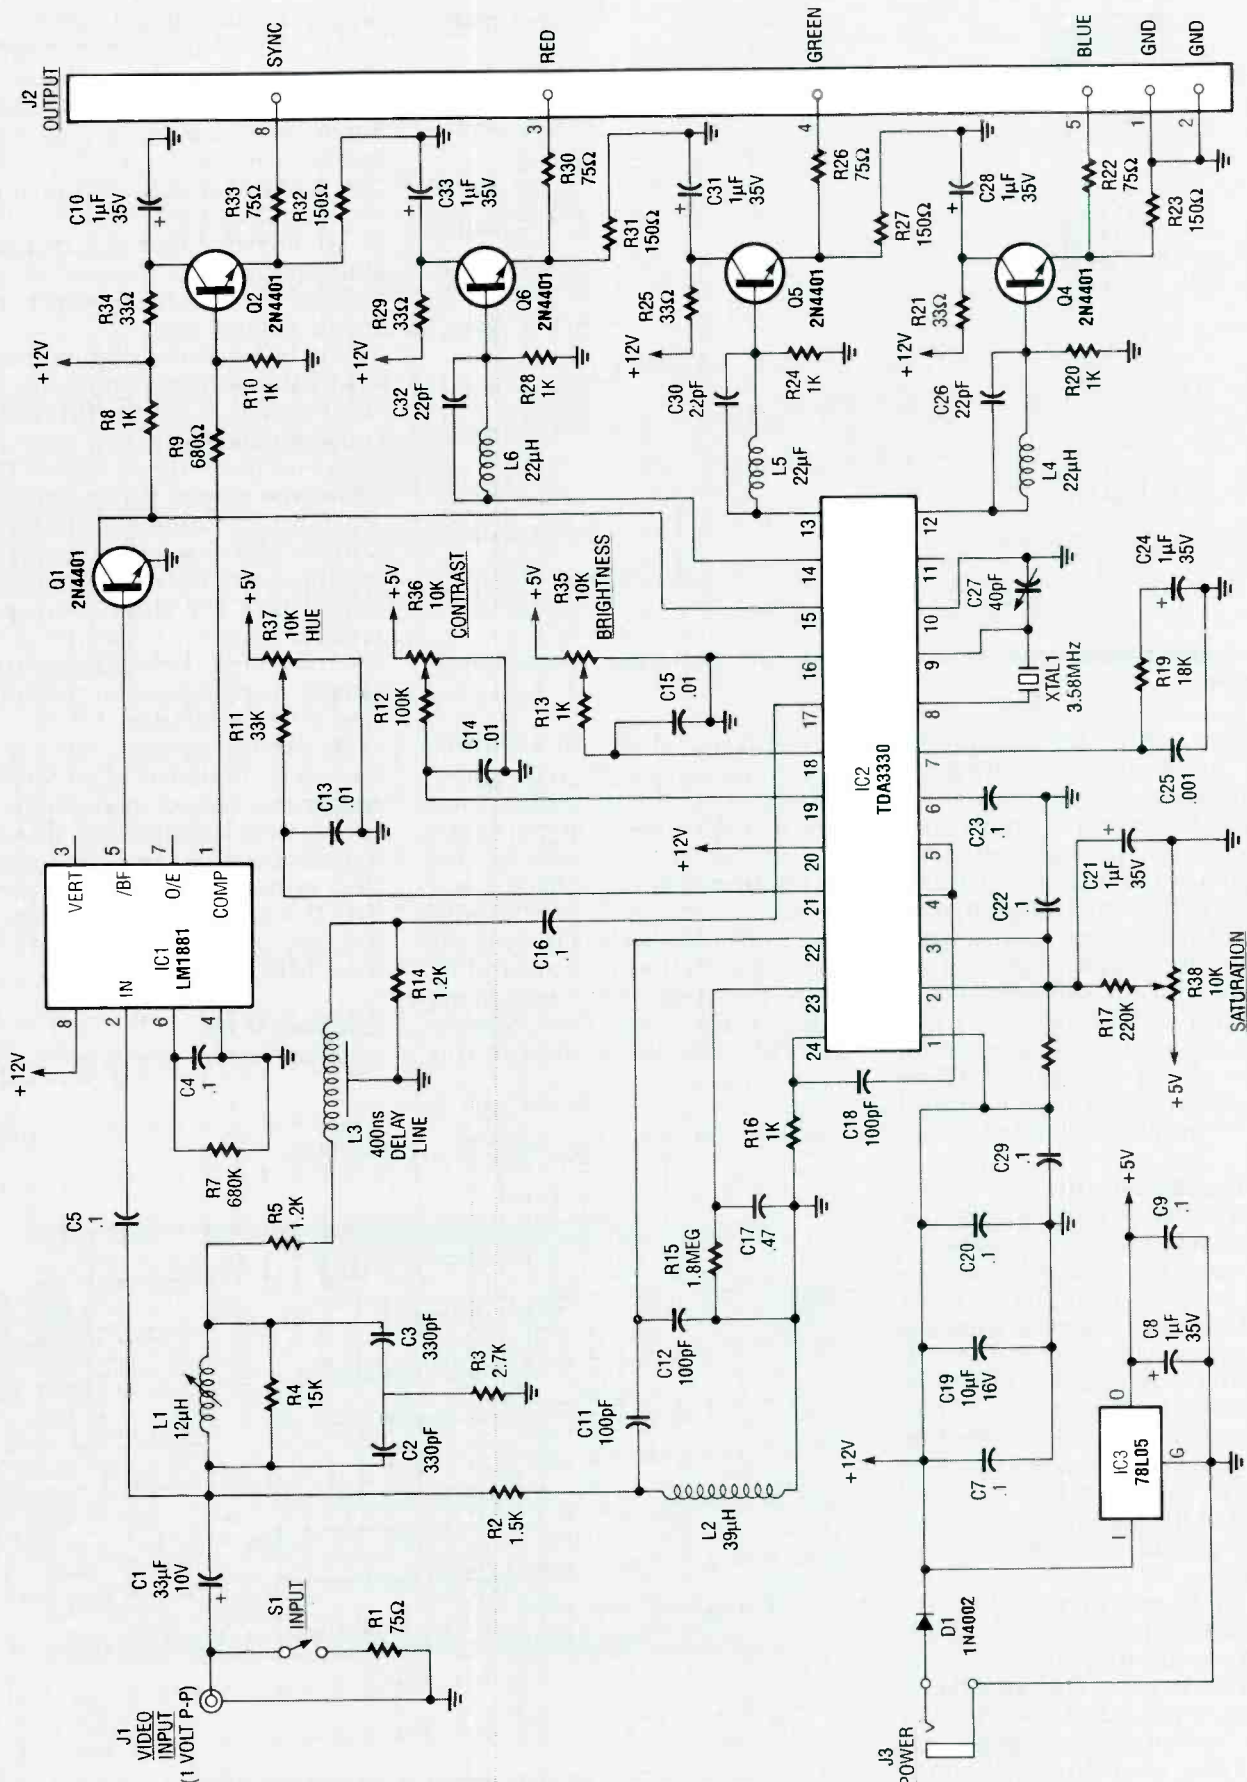 J1
VIDEO
INPUT
(1 VOLT P-P)
C1
33µF
10V
S1
INPUT
R1
75Ω
C5
.1
L1
12µH
R4
15K
C2
330pF
C3
330pF
R3
2.7K
R2
1.5K
R5
1.2K
L3
400ns
DELAY
LINE
R14
1.2K
C16
.1
R7
680K
C4
.1
+12V
8
2
6
4
IN
IC1
LM1881
VERT
/BF
O/E
COMP
3
5
7
1
Q1
2N4401
R8
1K
+12V
R34
33Ω
C10
1µF
35V
+
R9
680Ω
R10
1K
Q2
2N4401
R33
75Ω
R32
150Ω
J2
OUTPUT
8
SYNC
3
RED
4
GREEN
5
BLUE
1
GND
2
GND
R11
33K
R37
10K
HUE
+5V
C13
.01
R12
100K
R36
10K
CONTRAST
+5V
C14
.01
R13
1K
R35
10K
BRIGHTNESS
+5V
C15
.01
+12V
R29
33Ω
C33
1µF
35V
+
C32
22pF
L6
22µH
R28
1K
Q6
2N4401
R30
75Ω
R31
150Ω
+12V
R25
33Ω
C31
1µF
35V
+
C30
22pF
L5
22µF
R24
1K
Q5
2N4401
R26
75Ω
R27
150Ω
+12V
R21
33Ω
C28
1µF
35V
+
C26
22pF
L4
22µH
R20
1K
Q4
2N4401
R22
75Ω
R23
150Ω
L2
39µH
C11
100pF
C12
100pF
R15
1.8MEG
C17
.47
R16
1K
C18
100pF
+12V
24
23
22
21
20
19
18
17
16
15
14
13
IC2
TDA3330
1
2
3
4
5
6
7
8
9
10
11
12
C29
.1
C22
.1
C23
.1
R17
220K
C21
1µF
35V
+
+5V
R38
10K
SATURATION
C25
.001
R19
18K
C24
1µF
35V
+
XTAL1
3.58MHz
C27
40pF
J3
POWER
D1
1N4002
+12V
C7
.1
C19
10µF
16V
C20
.1
I
IC3
78L05
O
G
C8
1µF
35V
+
C9
.1
+5V